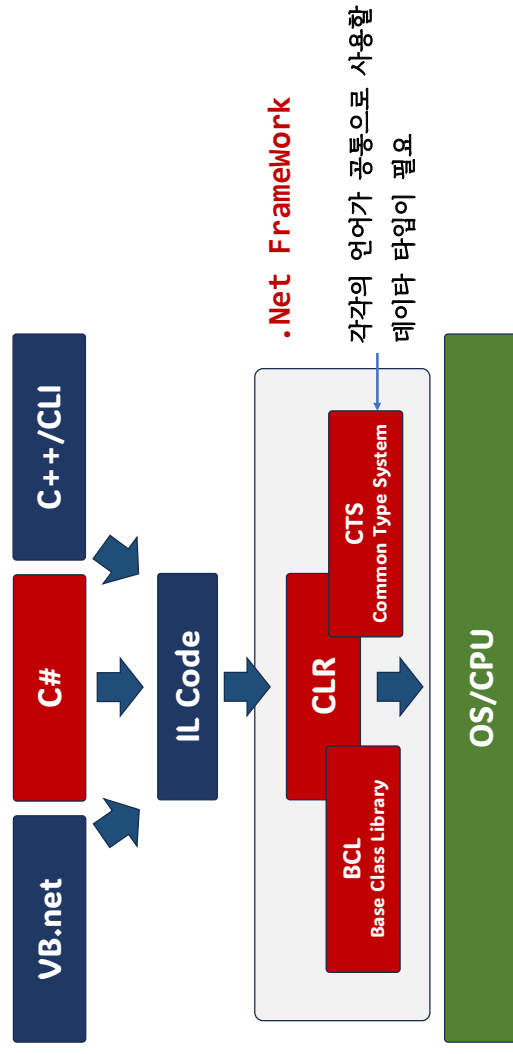 VB.net
C#
C++/CLI
IL Code
.Net FrameWork
CLR
BCL
Base Class Library
CTS
Common Type System
각각의 언어가 공통으로 사용할
데이타 타입이 필요
OS/CPU